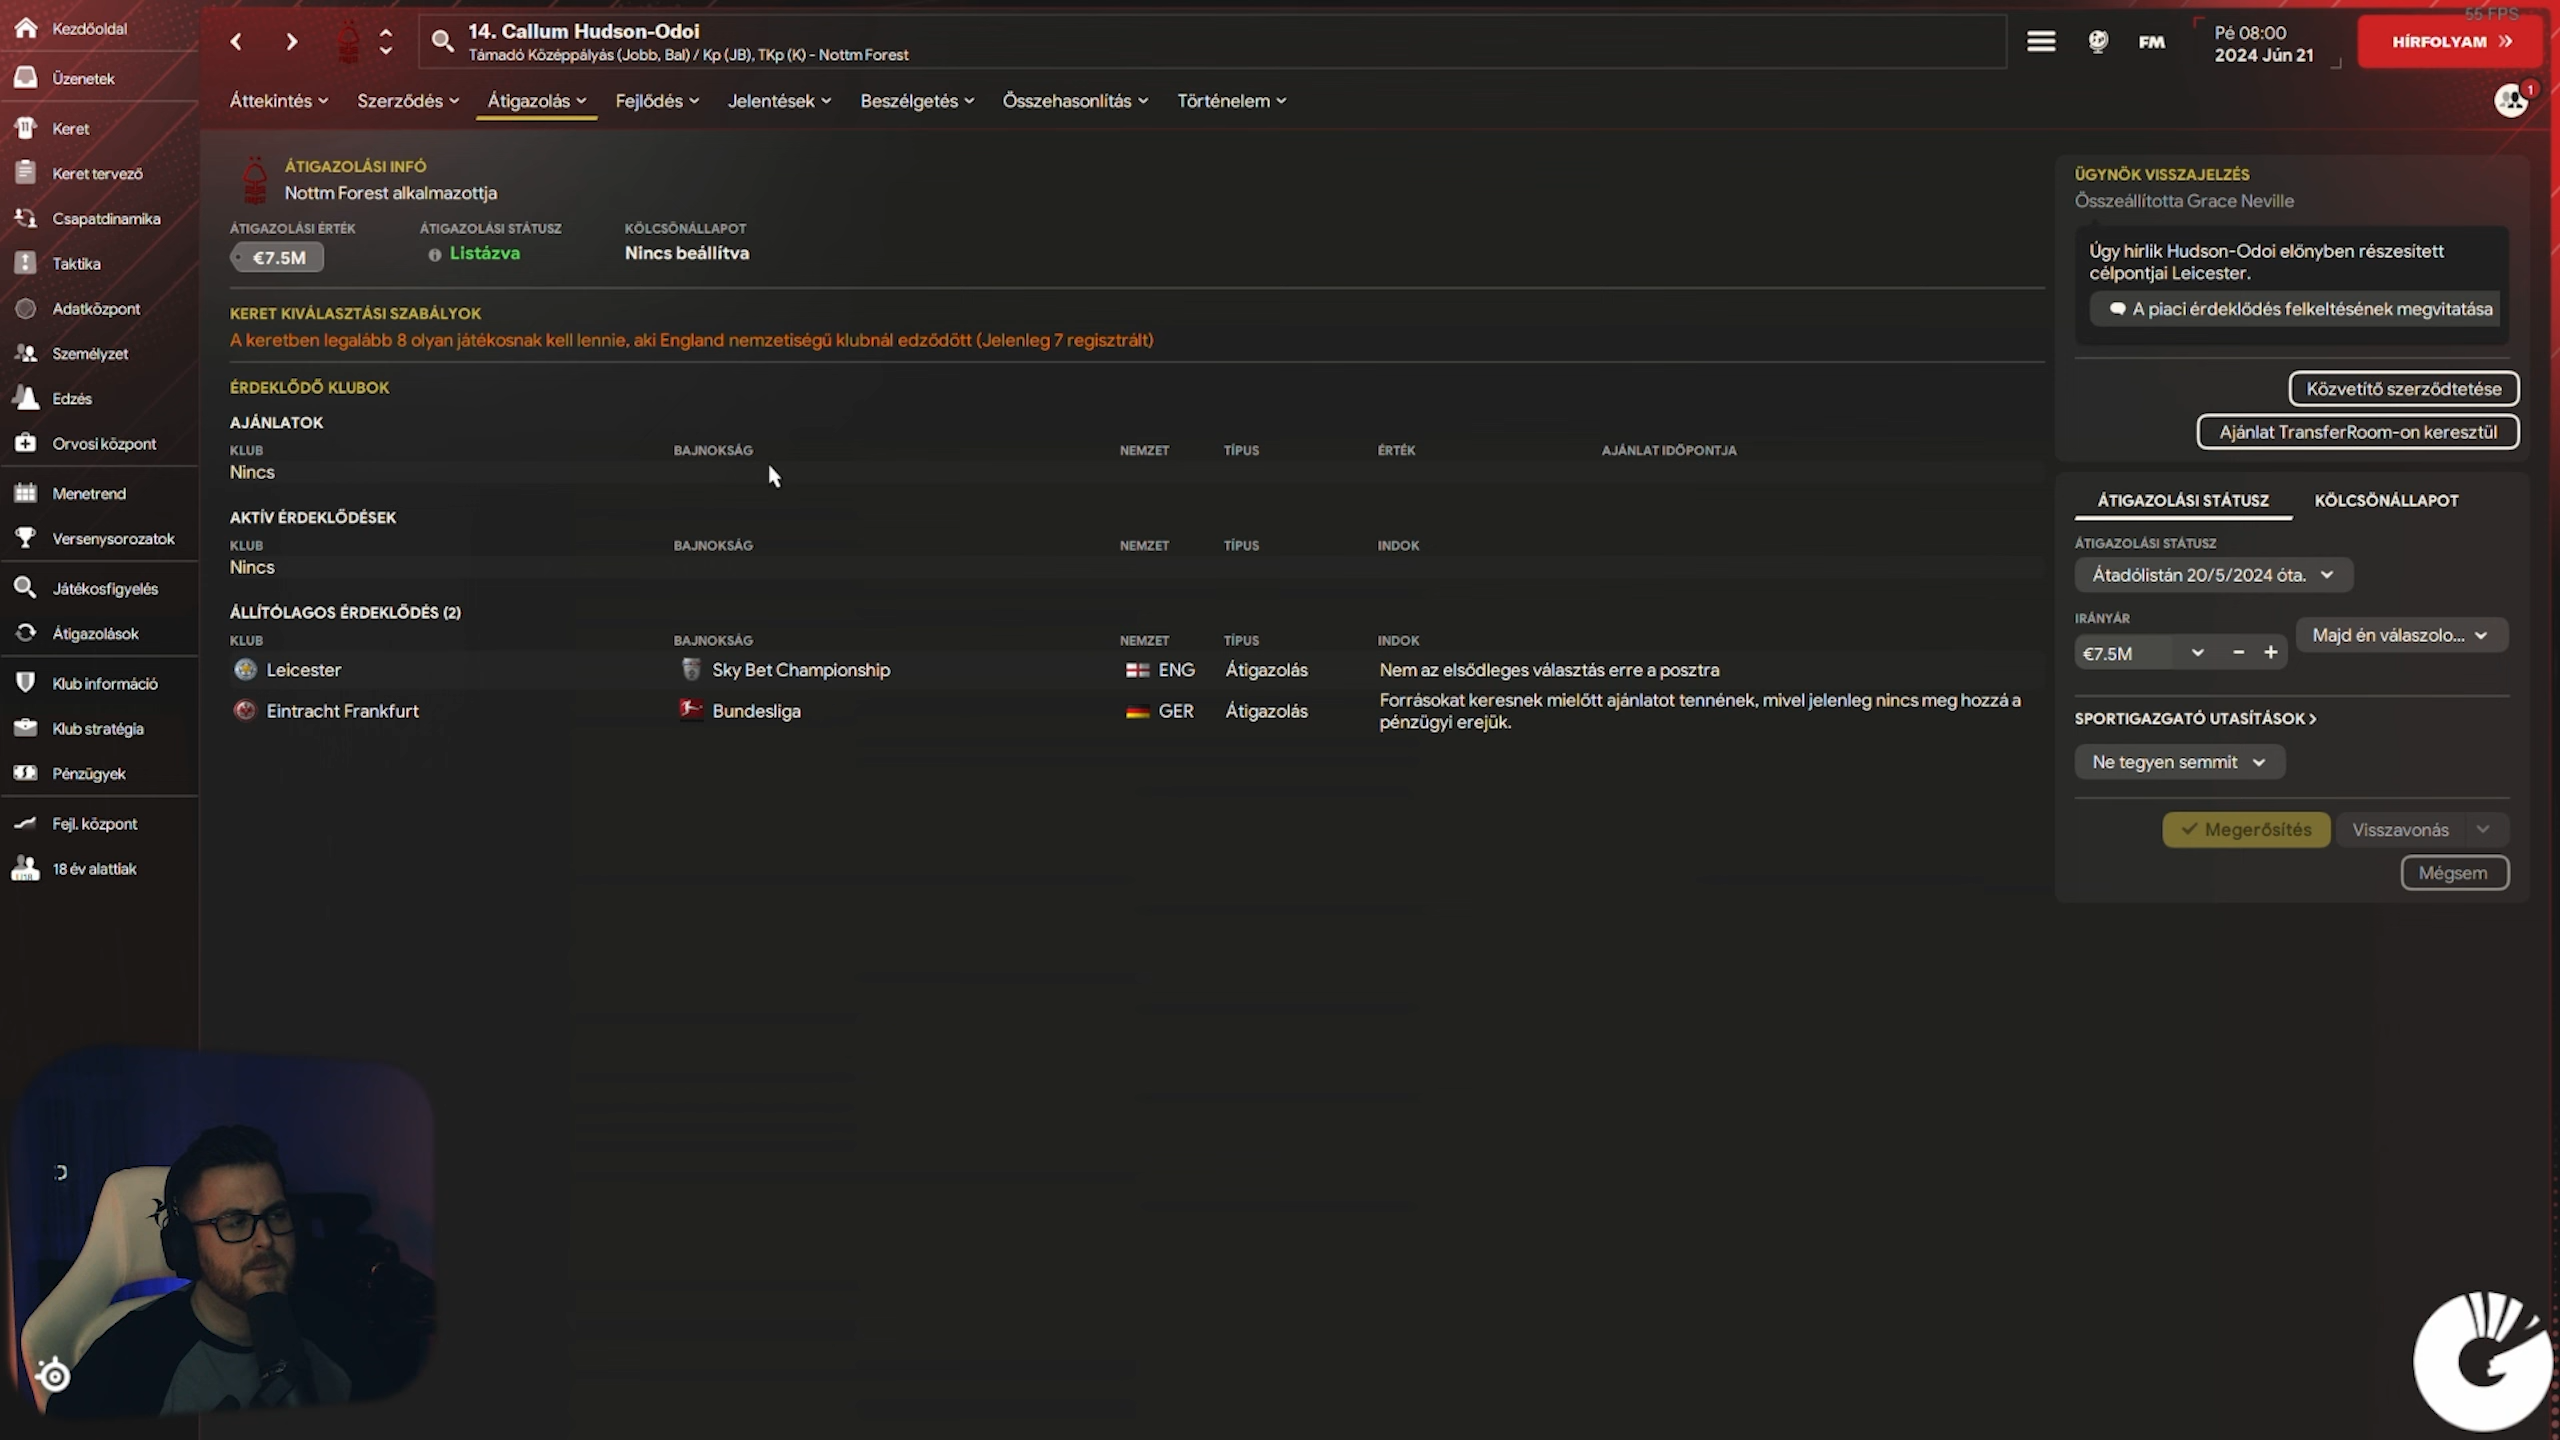 Kezdőoldal
Üzenetek
Keret
Keret tervező
Csapatdinamika
Taktika
Adatközpont
Személyzet
Edzés
Orvosi központ
Menetrend
Versenysorozatok
Játékosfigyelés
Átigazolások
Klub információ
Klub stratégia
Pénzügyek
Fejl. központ
18 év alattiak
14. Callum Hudson-Odoi
Támadó Középpályás (Jobb, Bal) / Kp (JB), TKp (K) - Nottm Forest
FM
Pé 08:00
2024 Jún 21
55 FPS
HÍRFOLYAM
1
Áttekintés
Szerződés
Átigazolás
Fejlődés
Jelentések
Beszélgetés
Összehasonlítás
Történelem
ÁTIGAZOLÁSI INFÓ
Nottm Forest alkalmazottja
ÁTIGAZOLÁSI ÉRTÉK
ÁTIGAZOLÁSI STÁTUSZ
KÖLCSÖNÁLLAPOT
€7.5M
Listázva
Nincs beállítva
KERET KIVÁLASZTÁSI SZABÁLYOK
A keretben legalább 8 olyan játékosnak kell lennie, aki England nemzetiségű klubnál edződött (Jelenleg 7 regisztrált)
ÉRDEKLŐDŐ KLUBOK
AJÁNLATOK
KLUB BAJNOKSÁG NEMZET TÍPUS ÉRTÉK AJÁNLAT IDŐPONTJA
Nincs
AKTÍV ÉRDEKLŐDÉSEK
KLUB BAJNOKSÁG NEMZET TÍPUS INDOK
Nincs
ÁLLÍTÓLAGOS ÉRDEKLŐDÉS (2)
KLUB BAJNOKSÁG NEMZET TÍPUS INDOK
Leicester Sky Bet Championship ENG Átigazolás Nem az elsődleges választás erre a posztra
Eintracht Frankfurt Bundesliga GER Átigazolás Forrásokat keresnek mielőtt ajánlatot tennének, mivel jelenleg nincs meg hozzá a
pénzügyi erejük.
ÜGYNÖK VISSZAJELZÉS
Összeállította Grace Neville
Úgy hírlik Hudson-Odoi előnyben részesített
célpontjai Leicester.
A piaci érdeklődés felkeltésének megvitatása
Közvetítő szerződtetése
Ajánlat TransferRoom-on keresztül
ÁTIGAZOLÁSI STÁTUSZ
KÖLCSÖNÁLLAPOT
ÁTIGAZOLÁSI STÁTUSZ
Átadólistán 20/5/2024 óta.
IRÁNYÁR
€7.5M
Majd én válaszolo...
SPORTIGAZGATÓ UTASÍTÁSOK
Ne tegyen semmit
Megerősítés
Visszavonás
Mégsem